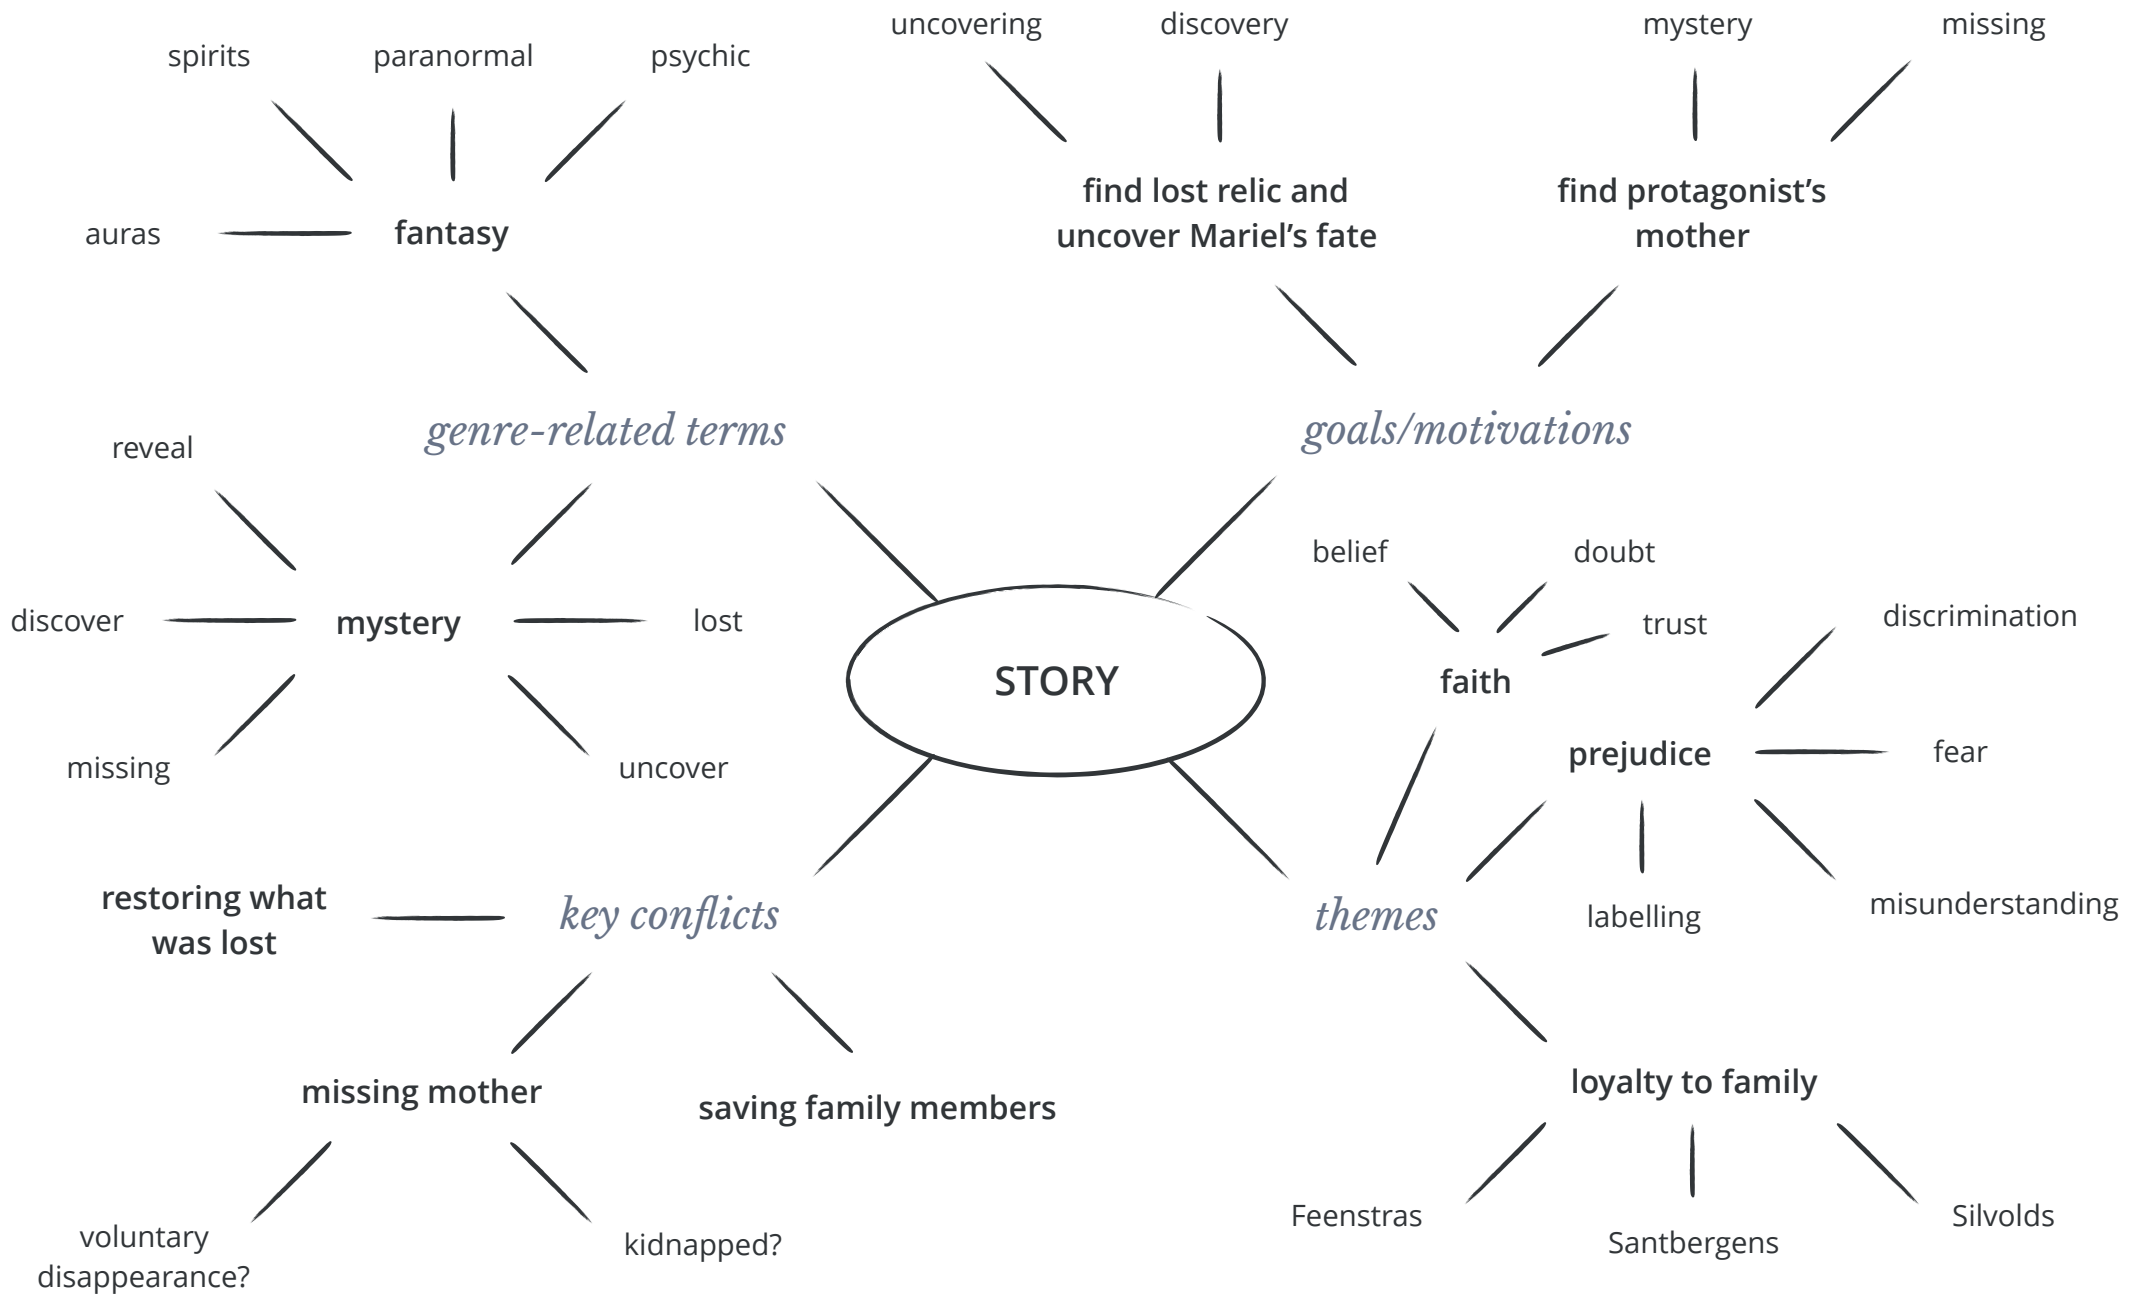 uncovering
discovery
mystery
missing
spirits
paranormal
psychic
find lost relic and
uncover Mariel’s fate
find protagonist’s
mother
auras
fantasy
genre-related terms
goals/motivations
reveal
belief
doubt
discover
mystery
lost
trust
discrimination
STORY
faith
prejudice
fear
missing
uncover
restoring what
was lost
key conflicts
themes
labelling
misunderstanding
missing mother
saving family members
loyalty to family
voluntary
disappearance?
kidnapped?
Feenstras
Santbergens
Silvolds